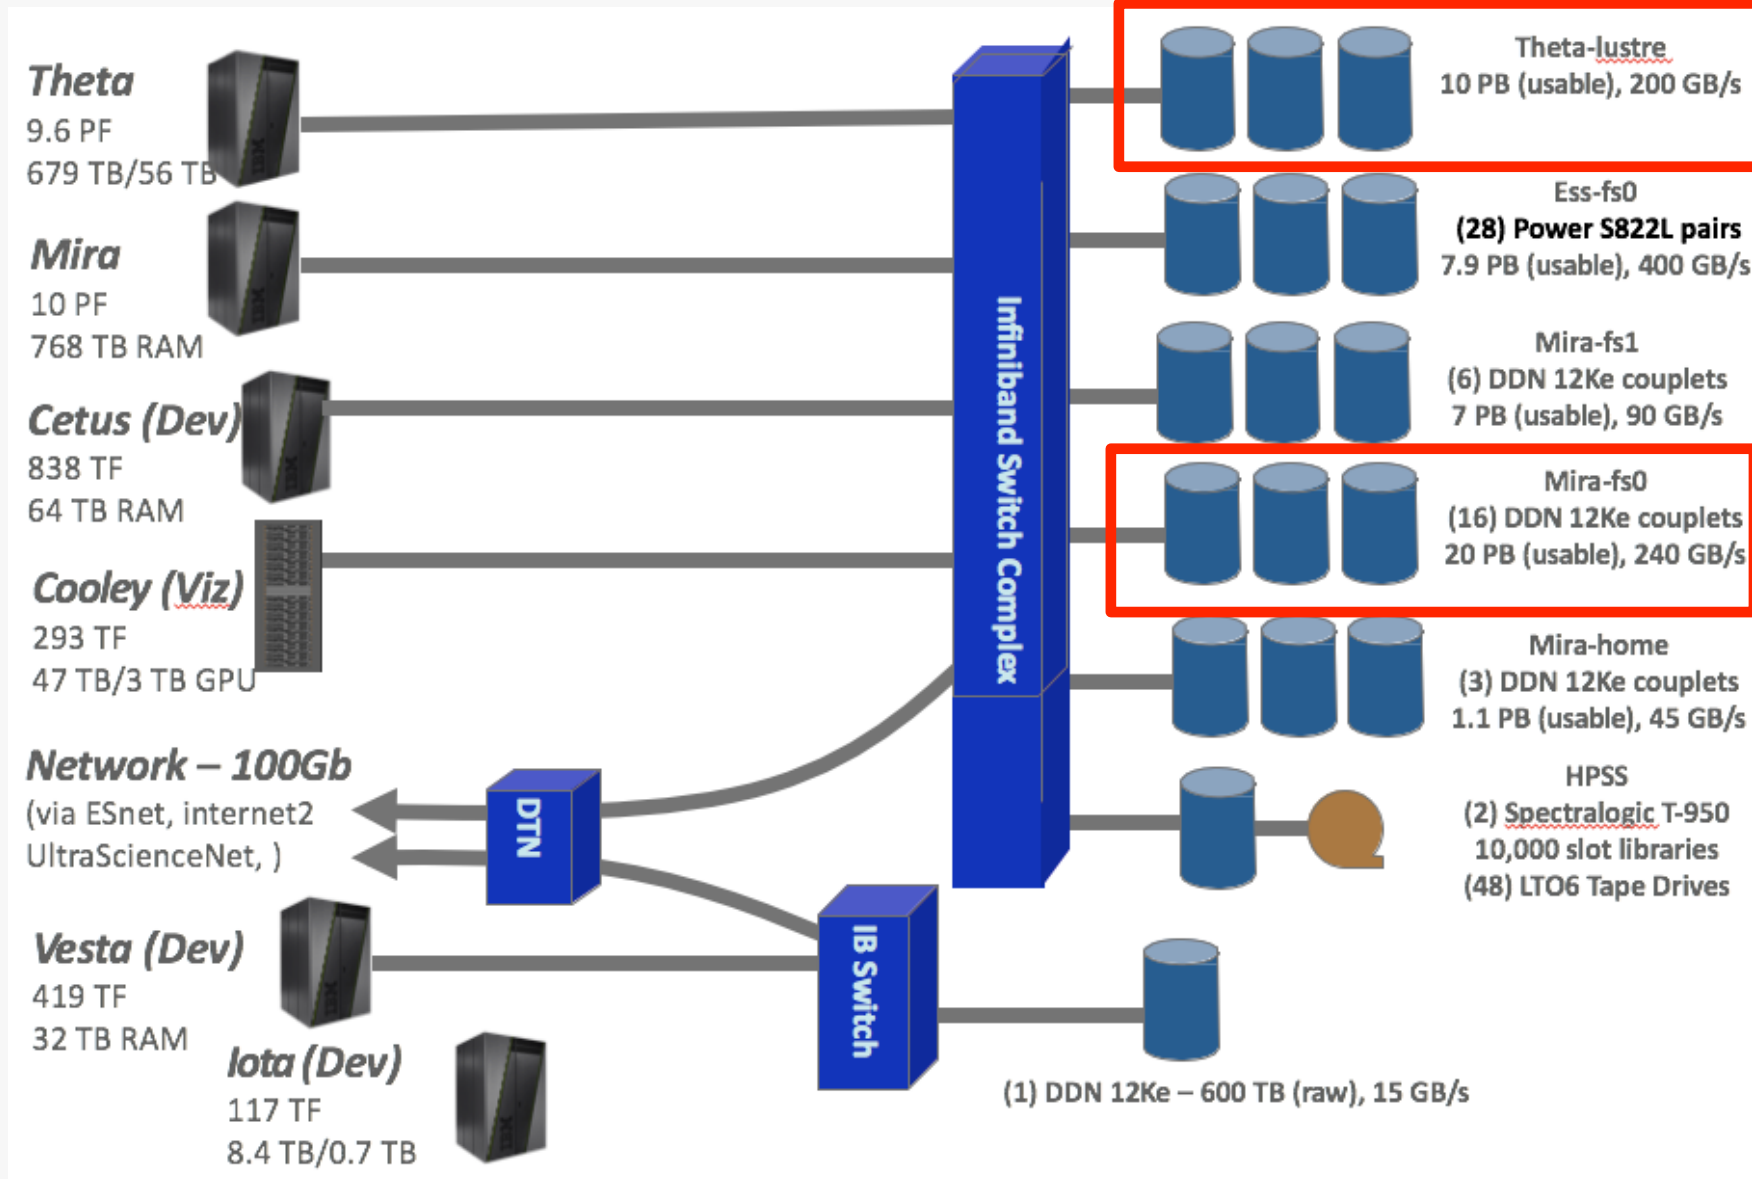 Theta
9.6 PF
679 TB/56 TB
Mira
10 PF
768 TB RAM
Cetus (Dev)
838 TF
64 TB RAM
Cooley (Viz)
293 TF
47 TB/3 TB GPU
Network – 100Gb
(via ESnet, internet2
UltraScienceNet, )
Vesta (Dev)
419 TF
32 TB RAM
Iota (Dev)
117 TF
8.4 TB/0.7 TB
DTN
IB Switch
Infiniband Switch Complex
Theta-lustre
10 PB (usable), 200 GB/s
Ess-fs0
(28) Power S822L pairs
7.9 PB (usable), 400 GB/s
Mira-fs1
(6) DDN 12Ke couplets
7 PB (usable), 90 GB/s
Mira-fs0
(16) DDN 12Ke couplets
20 PB (usable), 240 GB/s
Mira-home
(3) DDN 12Ke couplets
1.1 PB (usable), 45 GB/s
HPSS
(2) Spectralogic T-950
10,000 slot libraries
(48) LTO6 Tape Drives
(1) DDN 12Ke – 600 TB (raw), 15 GB/s
IBM
IBM
IBM
IBM
IBM